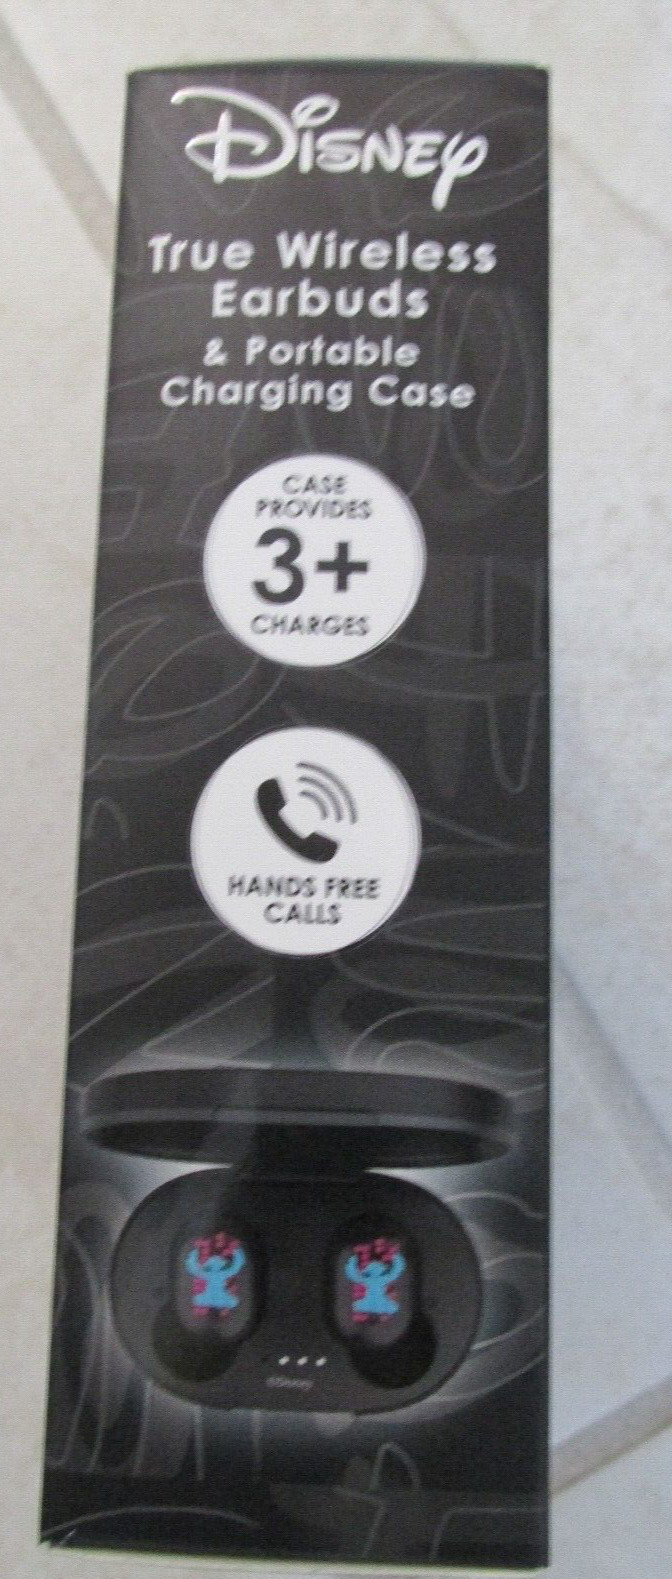 Disney
True Wireless
Earbuds
& Portable
Charging Case
CASE
PROVIDES
3+
CHARGES
HANDS FREE
CALLS